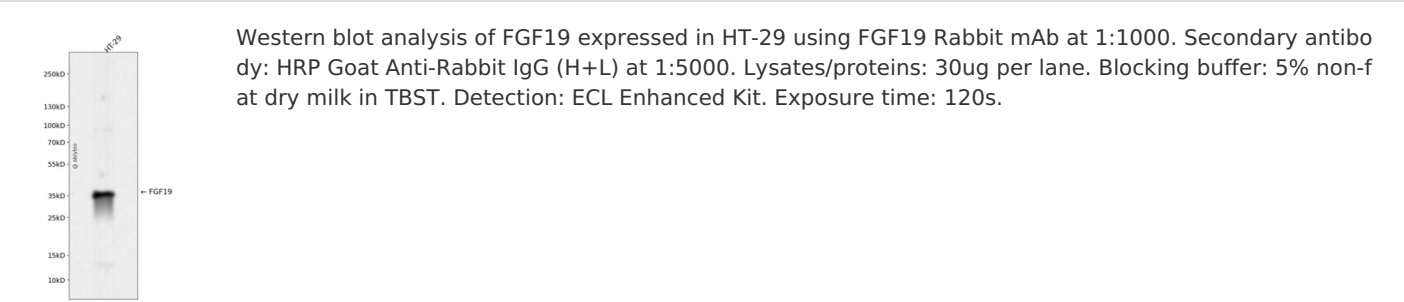 HT-29
Western blot analysis of FGF19 expressed in HT-29 using FGF19 Rabbit mAb at 1:1000. Secondary antibo
dy: HRP Goat Anti-Rabbit IgG (H+L) at 1:5000. Lysates/proteins: 30ug per lane. Blocking buffer: 5% non-f
at dry milk in TBST. Detection: ECL Enhanced Kit. Exposure time: 120s.
250kD
130kD
100kD
70kD
55kD
35kD
← FGF19
25kD
15kD
10kD